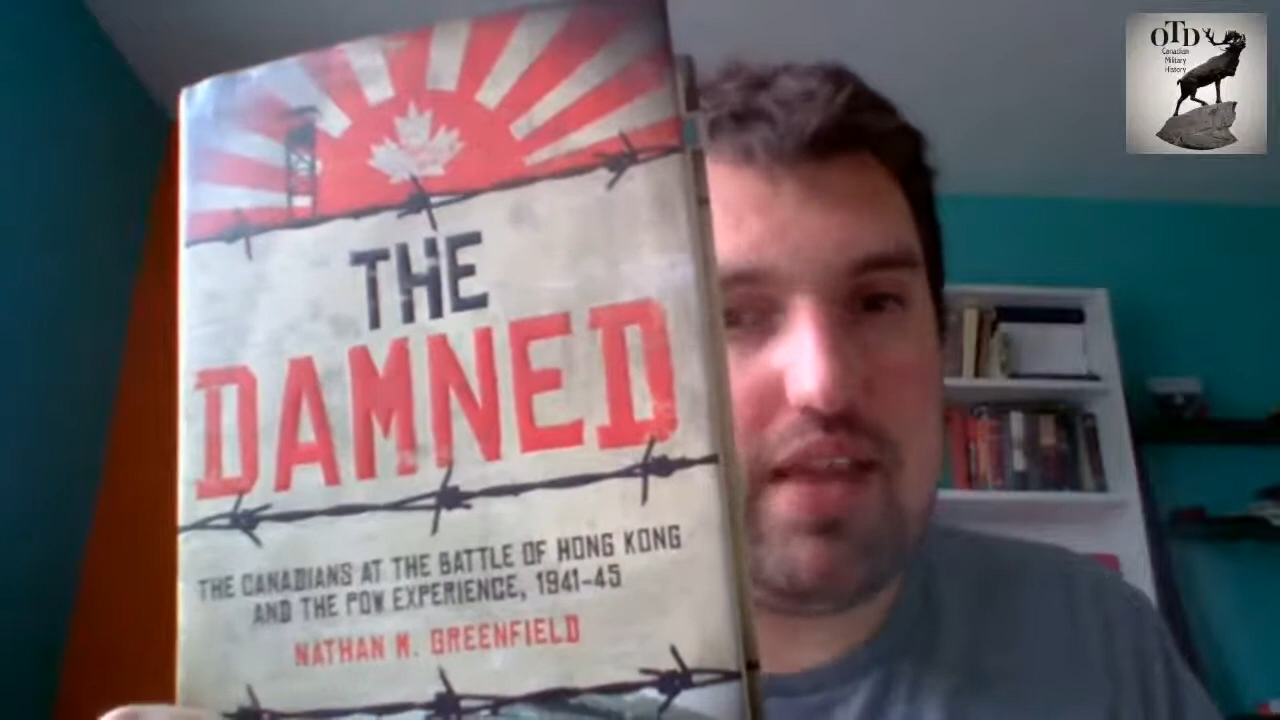 THE
DAMNED
THE CANADIANS AT THE BATTLE OF HONG KONG
AND THE POW EXPERIENCE, 1941-45
NATHAN M. GREENFIELD
OTD
Canadian
Military
History